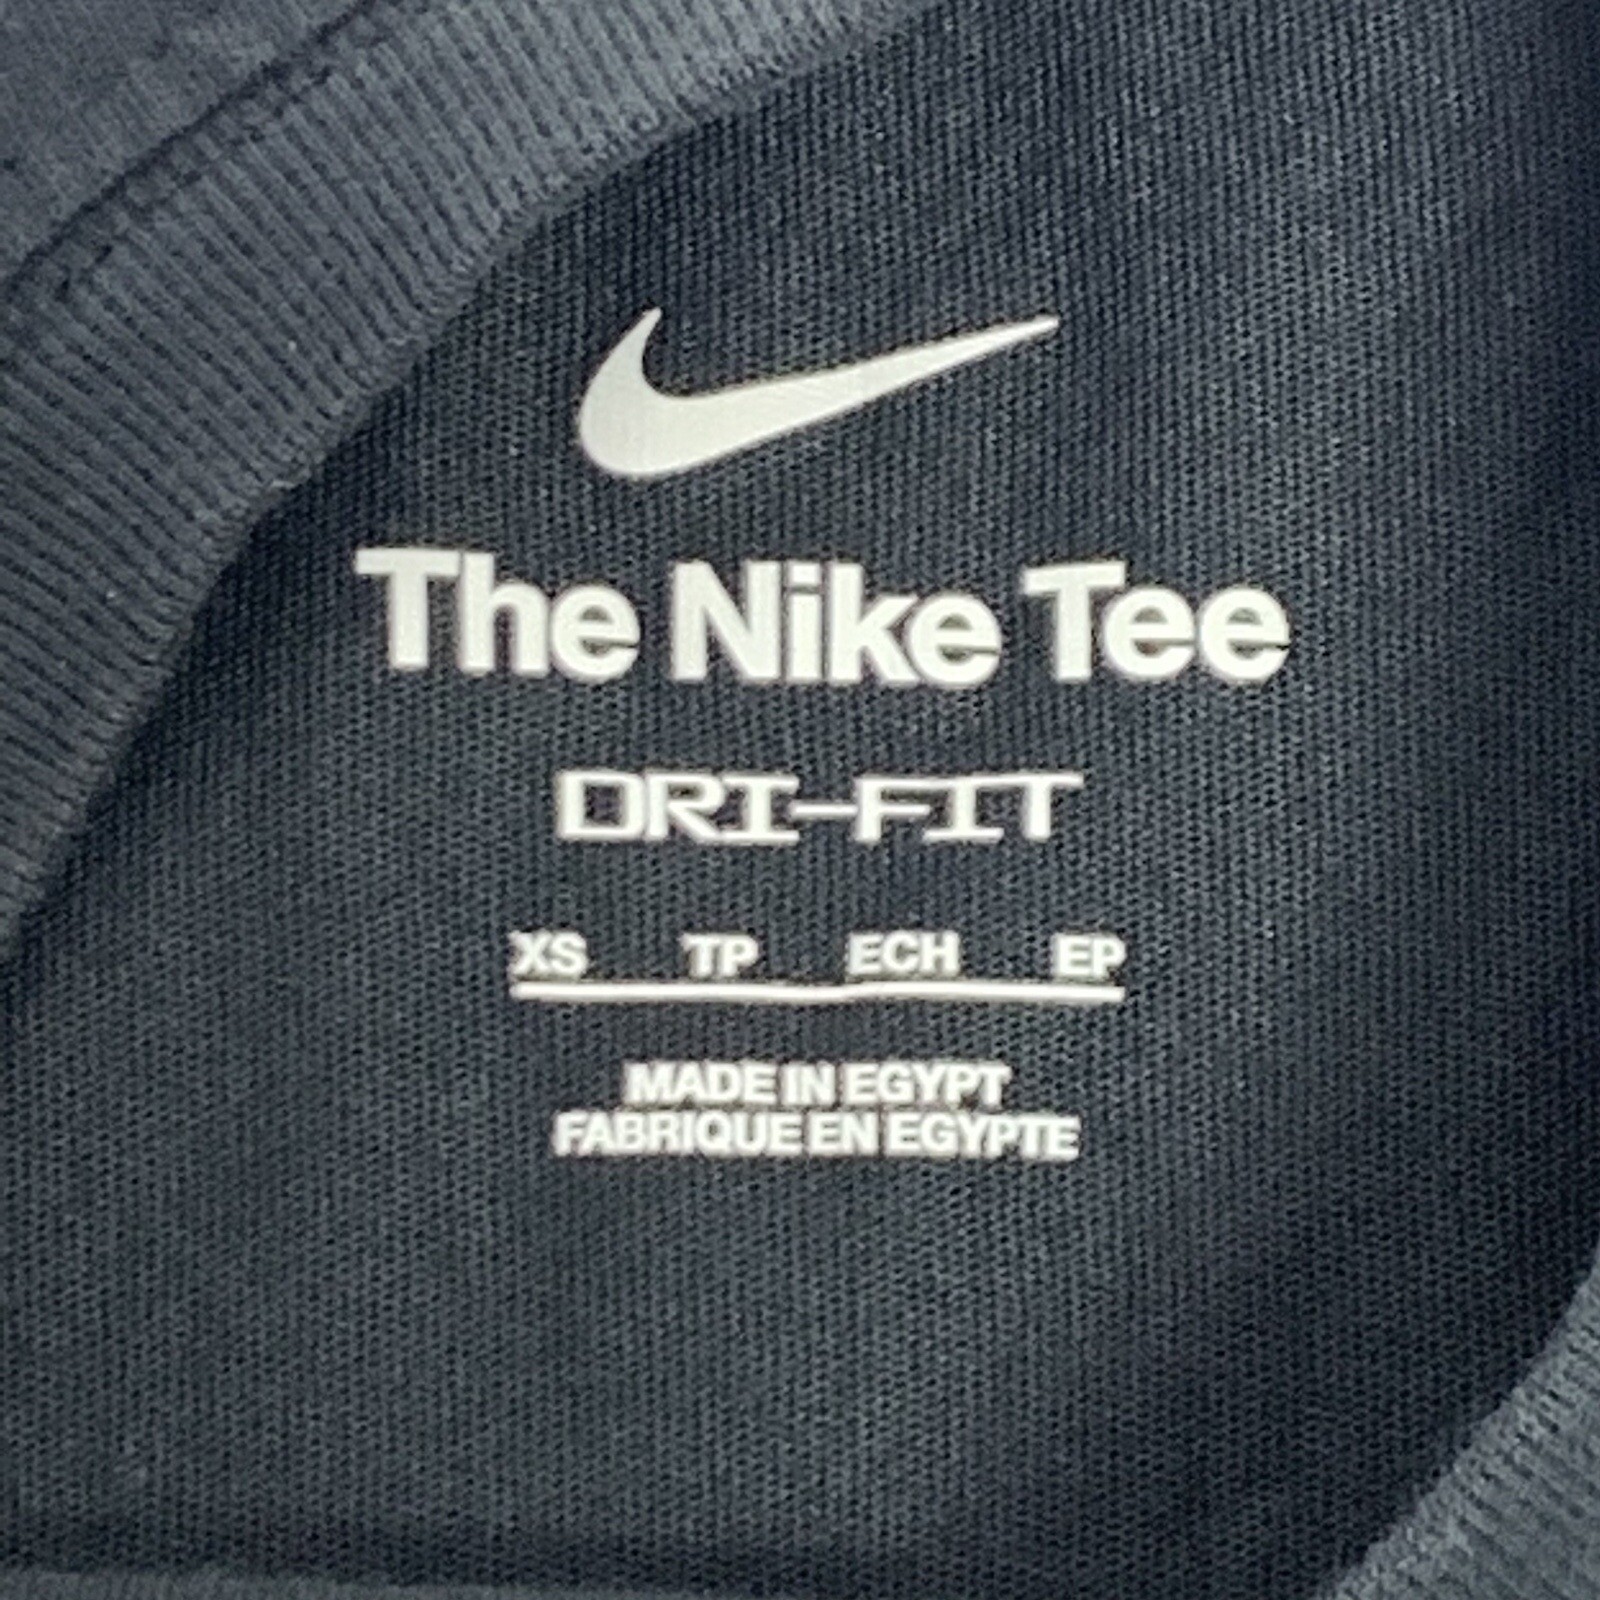 The Nike Tee
DRI-FIT
XS TP ECH EP
MADE IN EGYPT
FABRIQUE EN EGYPTE